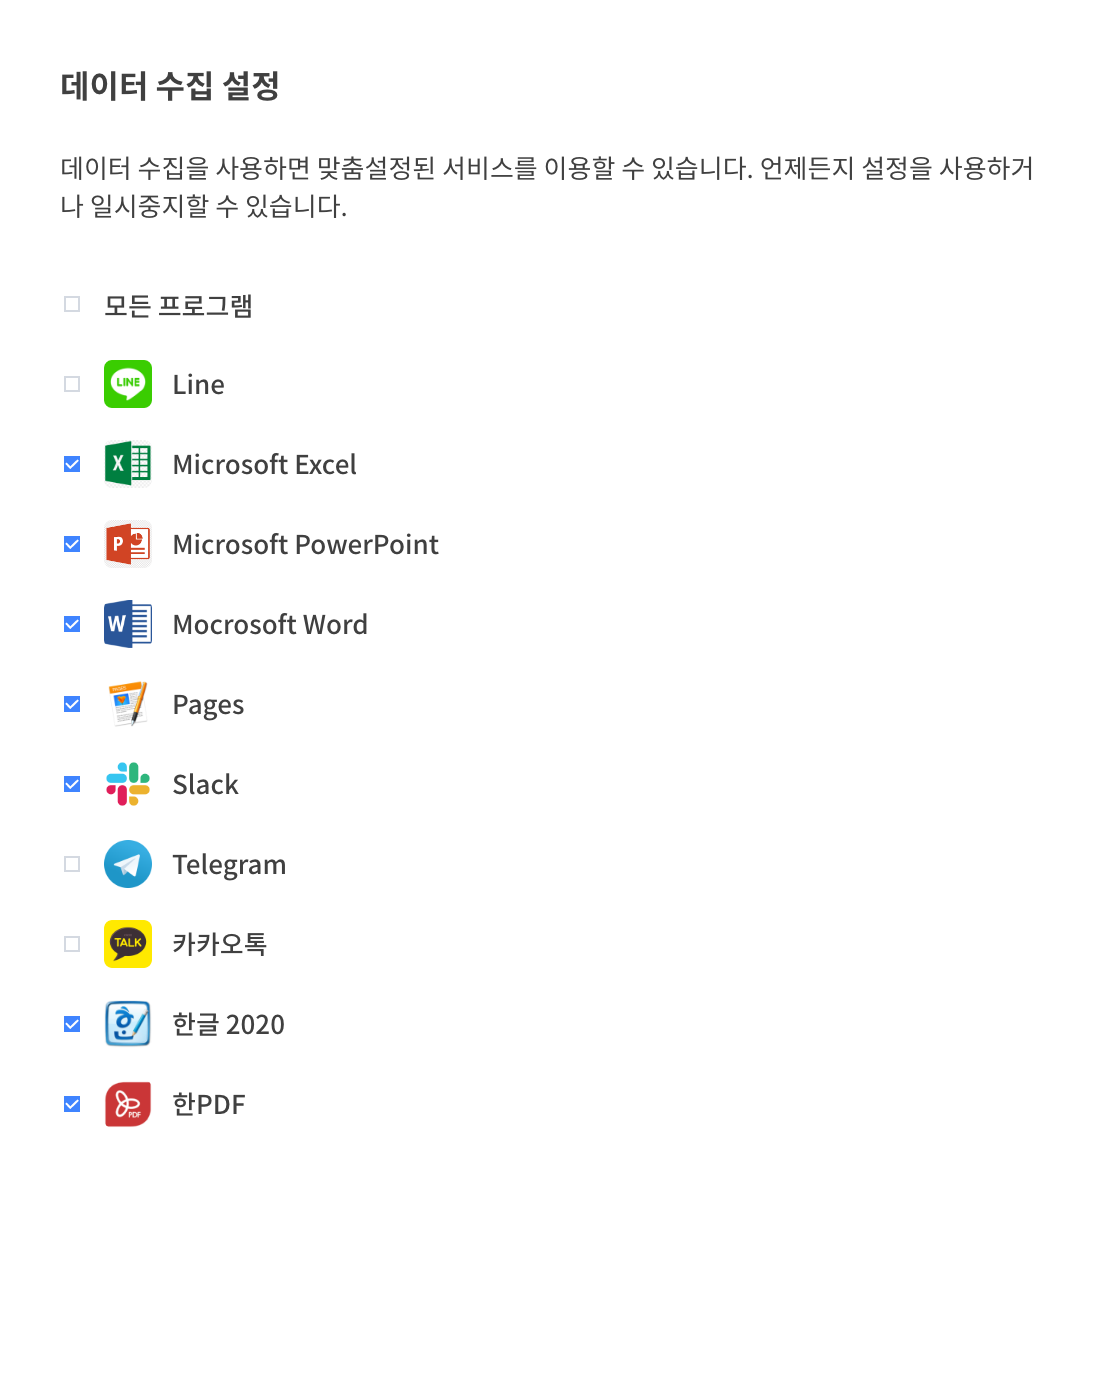 데이터 수집 설정
데이터 수집을 사용하면 맞춤설정된 서비스를 이용할 수 있습니다. 언제든지 설정을 사용하거
나 일시중지할 수 있습니다.
모든 프로그램
LINE
Line
X
Microsoft Excel
P
Microsoft PowerPoint
W
Mocrosoft Word
Pages
Slack
Telegram
TALK
카카오톡
한글 2020
PDF
한PDF